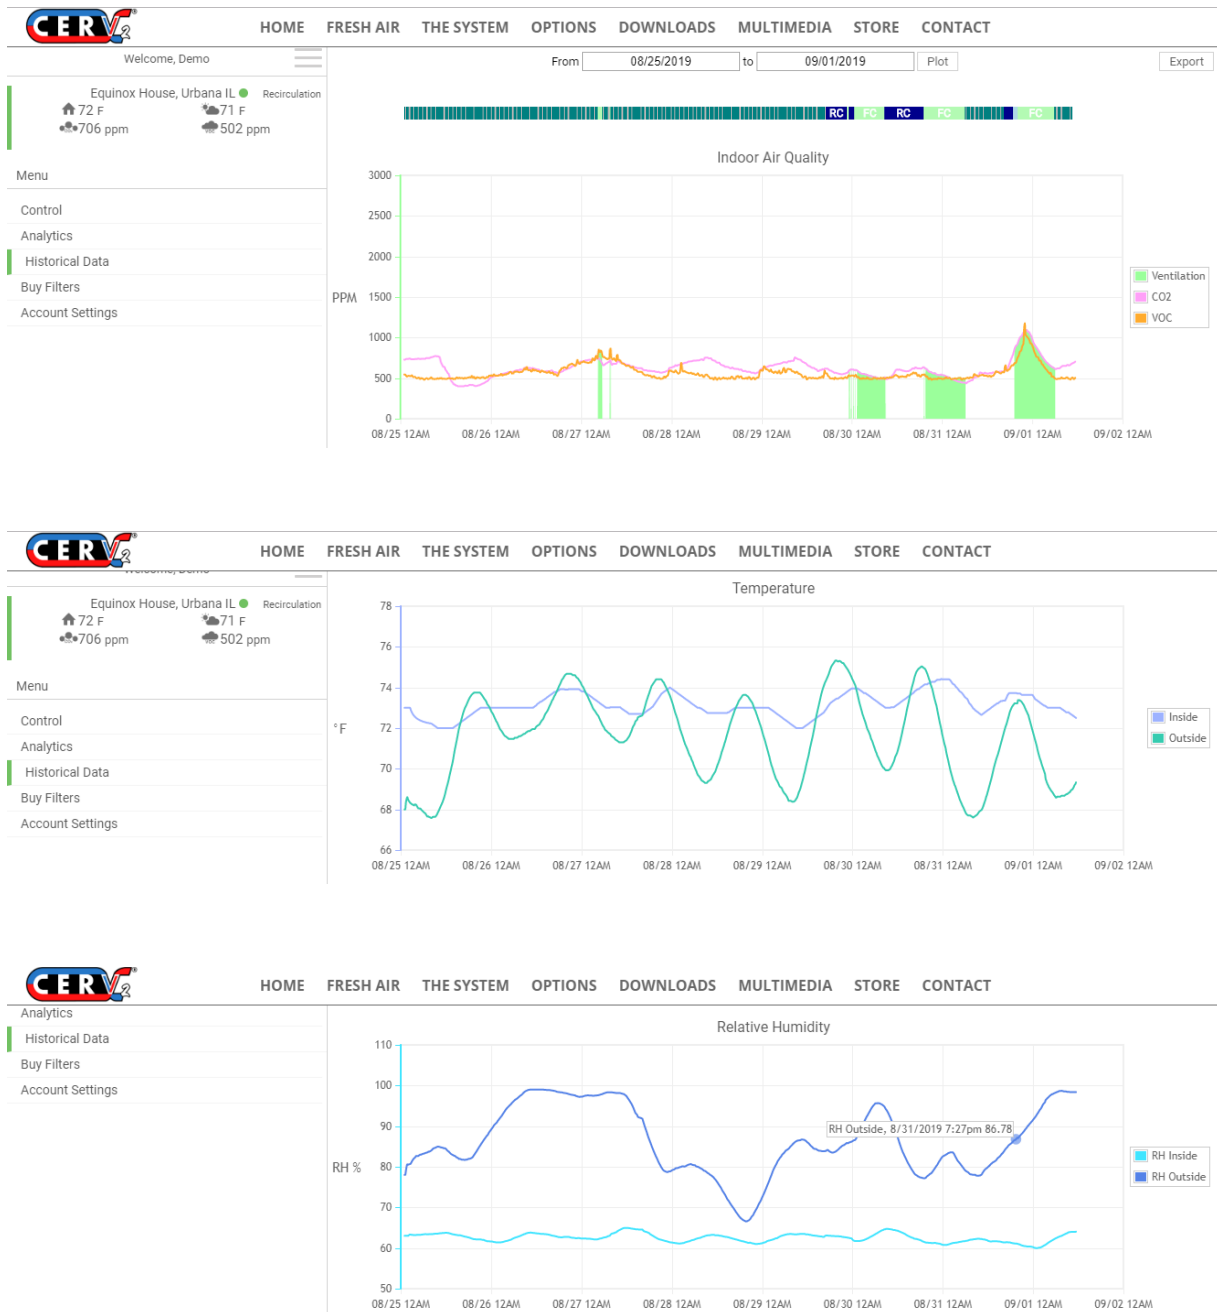 CERV2®
HOME FRESH AIR THE SYSTEM OPTIONS DOWNLOADS MULTIMEDIA STORE CONTACT
Welcome, Demo
From 08/25/2019 to 09/01/2019 Plot Export
Equinox House, Urbana IL Recirculation
72 F 71 F
706 ppm 502 ppm
RC FC RC FC FC
Menu
Control
Analytics
Historical Data
Buy Filters
Account Settings
Indoor Air Quality
3000
2500
2000
1500
1000
500
0
PPM
08/25 12AM 08/26 12AM 08/27 12AM 08/28 12AM 08/29 12AM 08/30 12AM 08/31 12AM 09/01 12AM 09/02 12AM
Ventilation
CO2
VOC
CERV2®
HOME FRESH AIR THE SYSTEM OPTIONS DOWNLOADS MULTIMEDIA STORE CONTACT
Welcome, Demo
Equinox House, Urbana IL Recirculation
72 F 71 F
706 ppm 502 ppm
Menu
Control
Analytics
Historical Data
Buy Filters
Account Settings
Temperature
78
76
74
72
70
68
66
°F
08/25 12AM 08/26 12AM 08/27 12AM 08/28 12AM 08/29 12AM 08/30 12AM 08/31 12AM 09/01 12AM 09/02 12AM
Inside
Outside
CERV2®
HOME FRESH AIR THE SYSTEM OPTIONS DOWNLOADS MULTIMEDIA STORE CONTACT
Analytics
Historical Data
Buy Filters
Account Settings
Relative Humidity
110
100
90
80
70
60
50
RH %
RH Outside, 8/31/2019 7:27pm 86.78
08/25 12AM 08/26 12AM 08/27 12AM 08/28 12AM 08/29 12AM 08/30 12AM 08/31 12AM 09/01 12AM 09/02 12AM
RH Inside
RH Outside